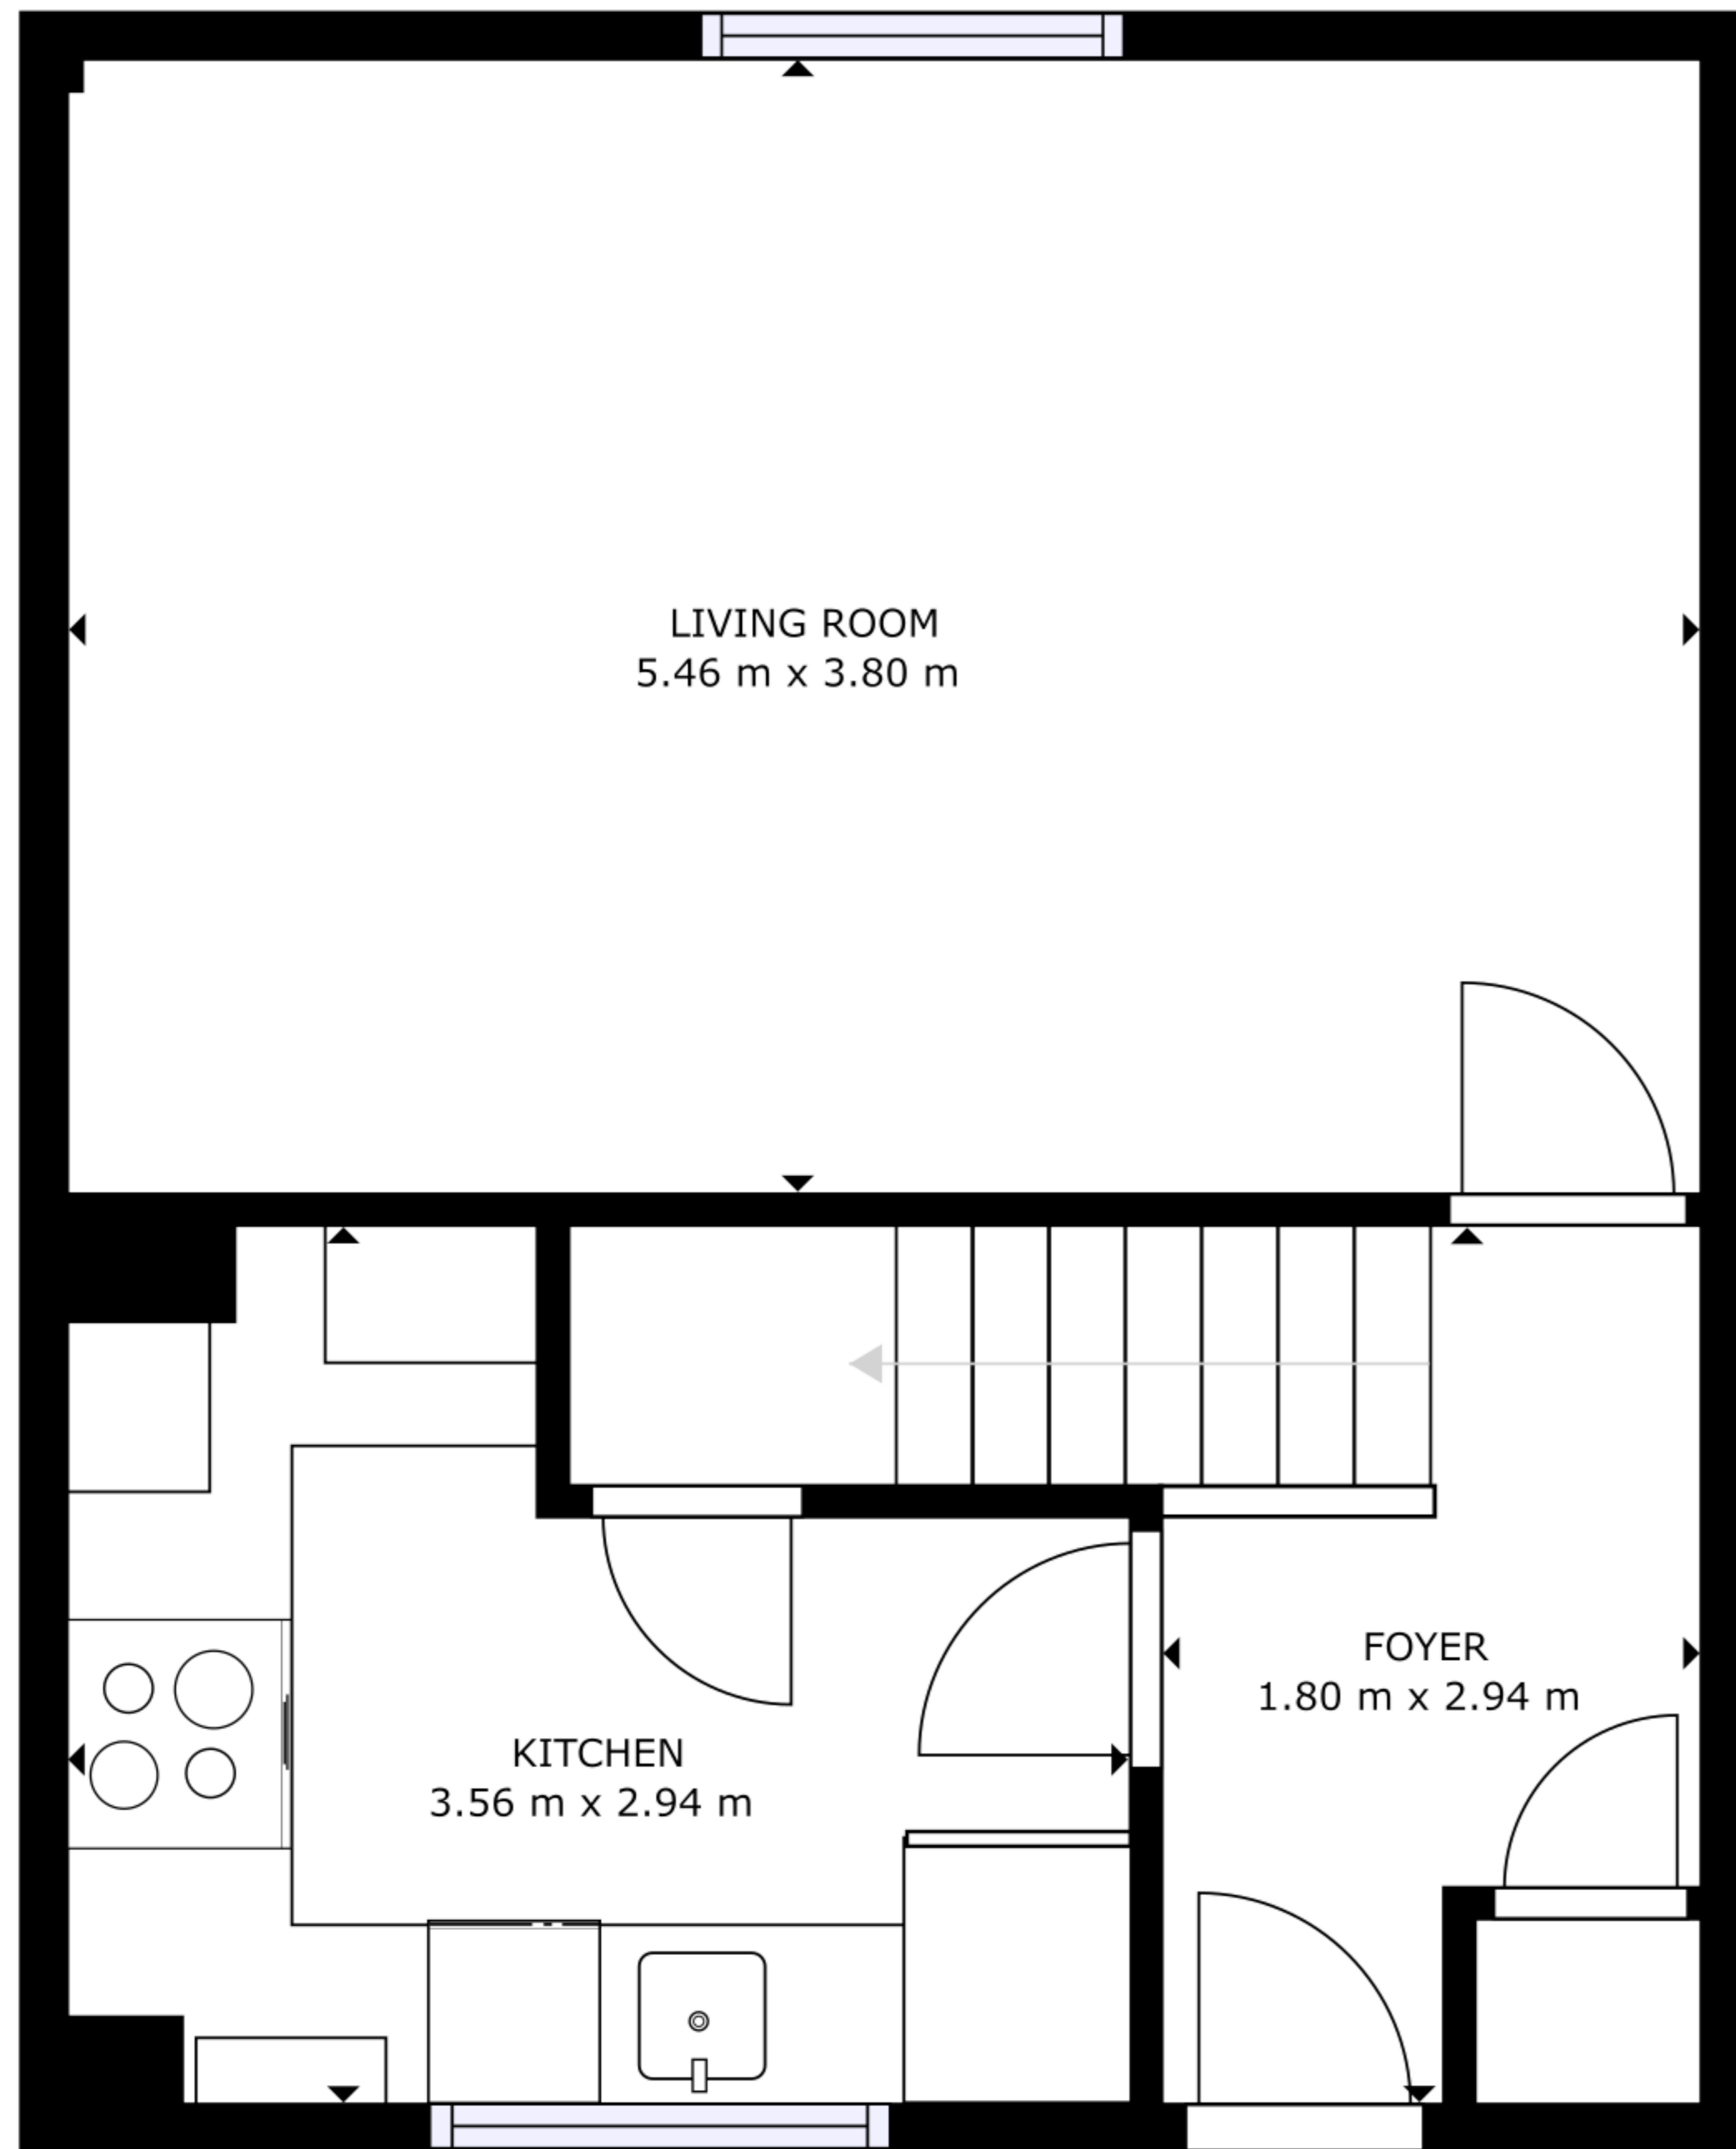 LIVING ROOM
5.46 m x 3.80 m
FOYER
1.80 m x 2.94 m
KITCHEN
3.56 m x 2.94 m